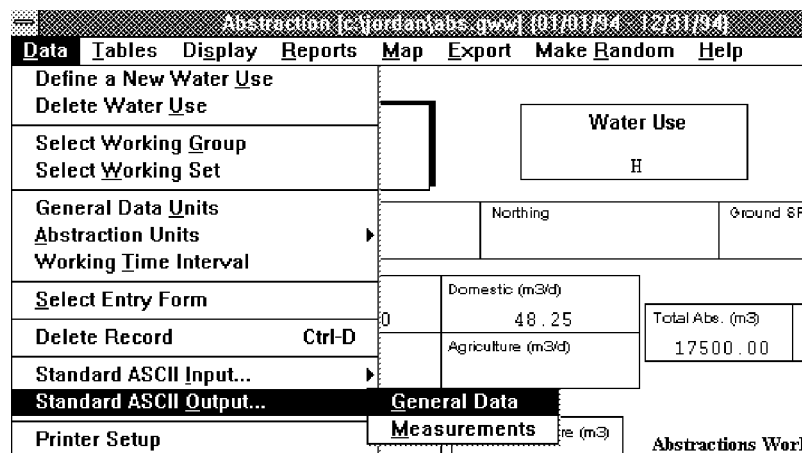 Abstraction [c:\jordan\abs.gww] (01/01/94 - 12/31/94)
Data Tables Display Reports Map Export Make Random Help
Define a New Water Use
Delete Water Use
Select Working Group
Select Working Set
General Data Units
Abstraction Units
Working Time Interval
Select Entry Form
Delete Record Ctrl-D
Standard ASCII Input...
Standard ASCII Output...
Printer Setup
General Data
Measurements
Water Use
H
Northing
Ground
Domestic (m3/d)
48.25
Agriculture (m3/d)
Total Abs. (m3)
17500.00
(m3)
Abstractions